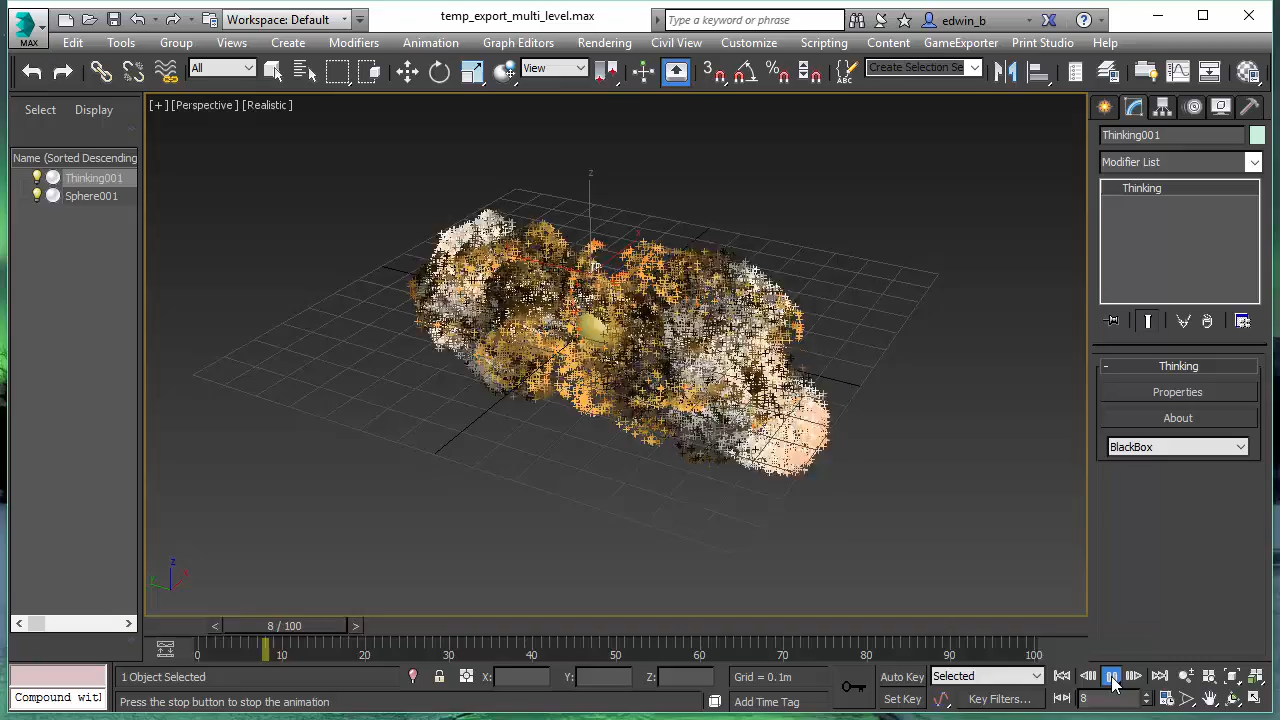 Workspace: Default
temp_export_multi_level.max
Type a keyword or phrase
edwin_b
MAX
Edit Tools Group Views Create Modifiers Animation Graph Editors Rendering Civil View Customize Scripting Content GameExporter Print Studio Help
All
View
3
Create Selection Se
Select Display
[+] [Perspective] [Realistic]
Name (Sorted Descending
Thinking001
Sphere001
Thinking001
Modifier List
Thinking
Thinking
Properties
About
BlackBox
z
z
8 / 100
0 10 20 30 40 50 60 70 80 90 100
1 Object Selected
X:
Y:
Z:
Grid = 0.1m
Auto Key
Selected
Compound witl
Press the stop button to stop the animation
Add Time Tag
Set Key
Key Filters...
8